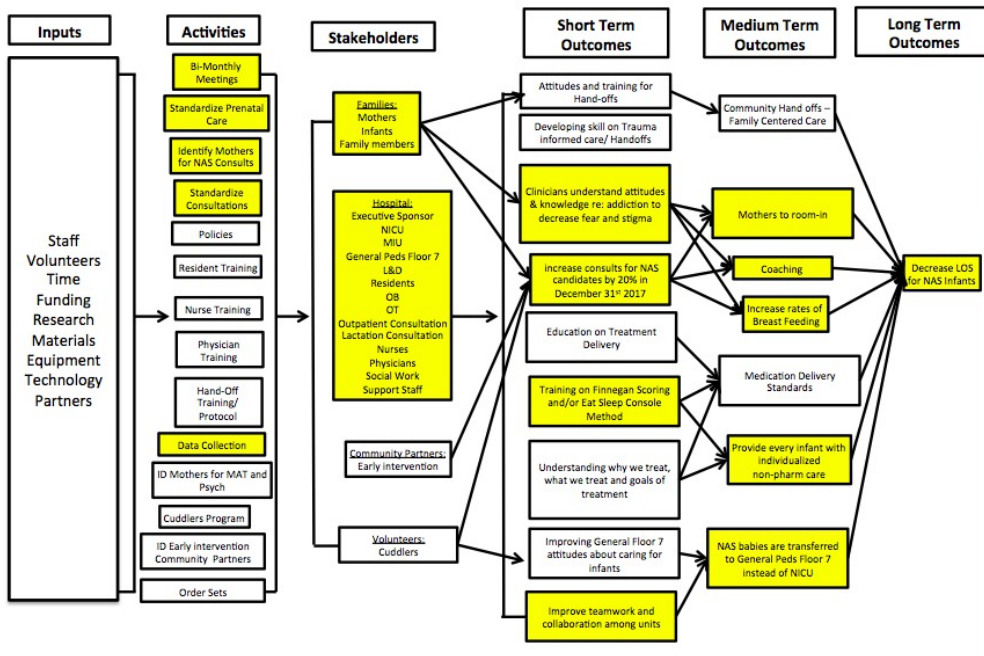 Inputs
Activities
Stakeholders
Short Term
Outcomes
Medium Term
Outcomes
Long Term
Outcomes
Staff
Volunteers
Time
Funding
Research
Materials
Equipment
Technology
Partners
Bi-Monthly
Meetings
Standardize Prenatal
Care
Identify Mothers
for NAS Consults
Standardize
Consultations
Policies
Resident Training
Nurse Training
Physician
Training
Hand-Off
Training/
Protocol
Data Collection
ID Mothers for MAT and
Psych
Cuddlers Program
ID Early intervention
Community Partners
Order Sets
Families:
Mothers
Infants
Family members
Hospital:
Executive Sponsor
NICU
MIU
General Peds Floor 7
L&D
Residents
OB
OT
Outpatient Consultation
Lactation Consultation
Nurses
Physicians
Social Work
Support Staff
Community Partners:
Early intervention
Volunteers:
Cuddlers
Attitudes and training for
Hand-offs
Developing skill on Trauma
informed care/ Handoffs
Clinicians understand attitudes
& knowledge re: addiction to
decrease fear and stigma
increase consults for NAS
candidates by 20% in
December 31st 2017
Education on Treatment
Delivery
Training on Finnegan Scoring
and/or Eat Sleep Console
Method
Understanding why we treat,
what we treat and goals of
treatment
Improving General Floor 7
attitudes about caring for
infants
Improve teamwork and
collaboration among units
Community Hand offs –
Family Centered Care
Mothers to room-in
Coaching
Increase rates of
Breast Feeding
Medication Delivery
Standards
Provide every infant with
individualized
non-pharm care
NAS babies are transferred
to General Peds Floor 7
instead of NICU
Decrease LOS
for NAS Infants